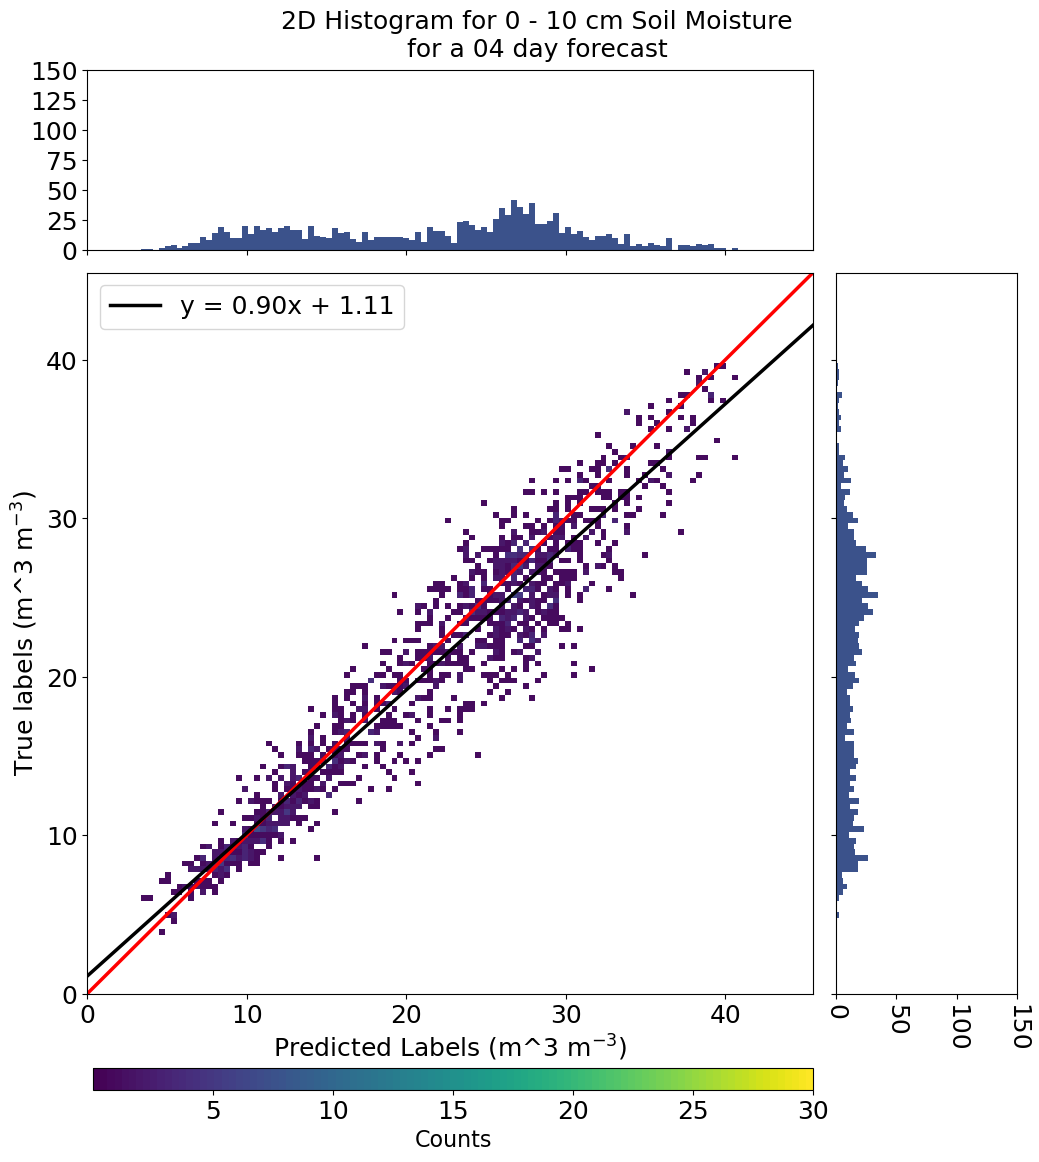 2D Histogram for 0 - 10 cm Soil Moisture
for a 04 day forecast
150
125
100
75
50
25
0
y = 0.90x + 1.11
40
30
20
10
0
True labels (m^3 m⁻³)
0 10 20 30 40
Predicted Labels (m^3 m⁻³)
0 50 100 150
5 10 15 20 25 30
Counts